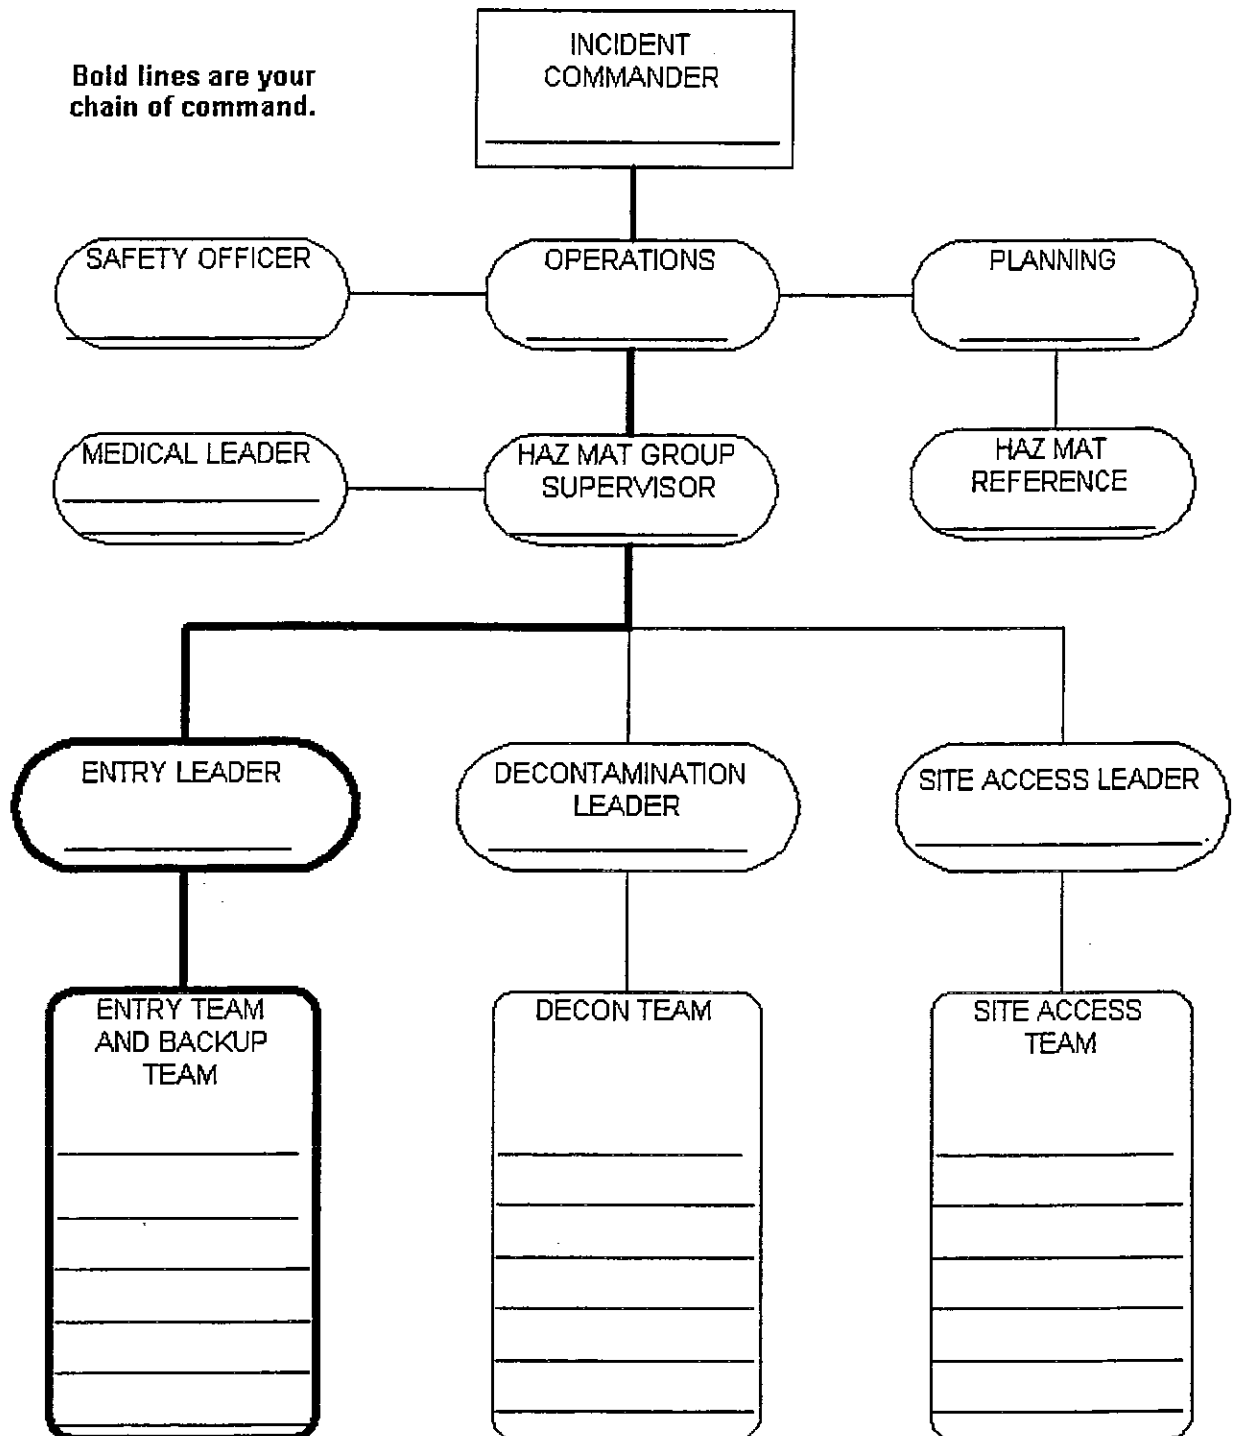 Bold lines are your
chain of command.
INCIDENT
COMMANDER
SAFETY OFFICER
OPERATIONS
PLANNING
MEDICAL LEADER
HAZ MAT GROUP
SUPERVISOR
HAZ MAT
REFERENCE
ENTRY LEADER
DECONTAMINATION
LEADER
SITE ACCESS LEADER
ENTRY TEAM
AND BACKUP
TEAM
DECON TEAM
SITE ACCESS
TEAM